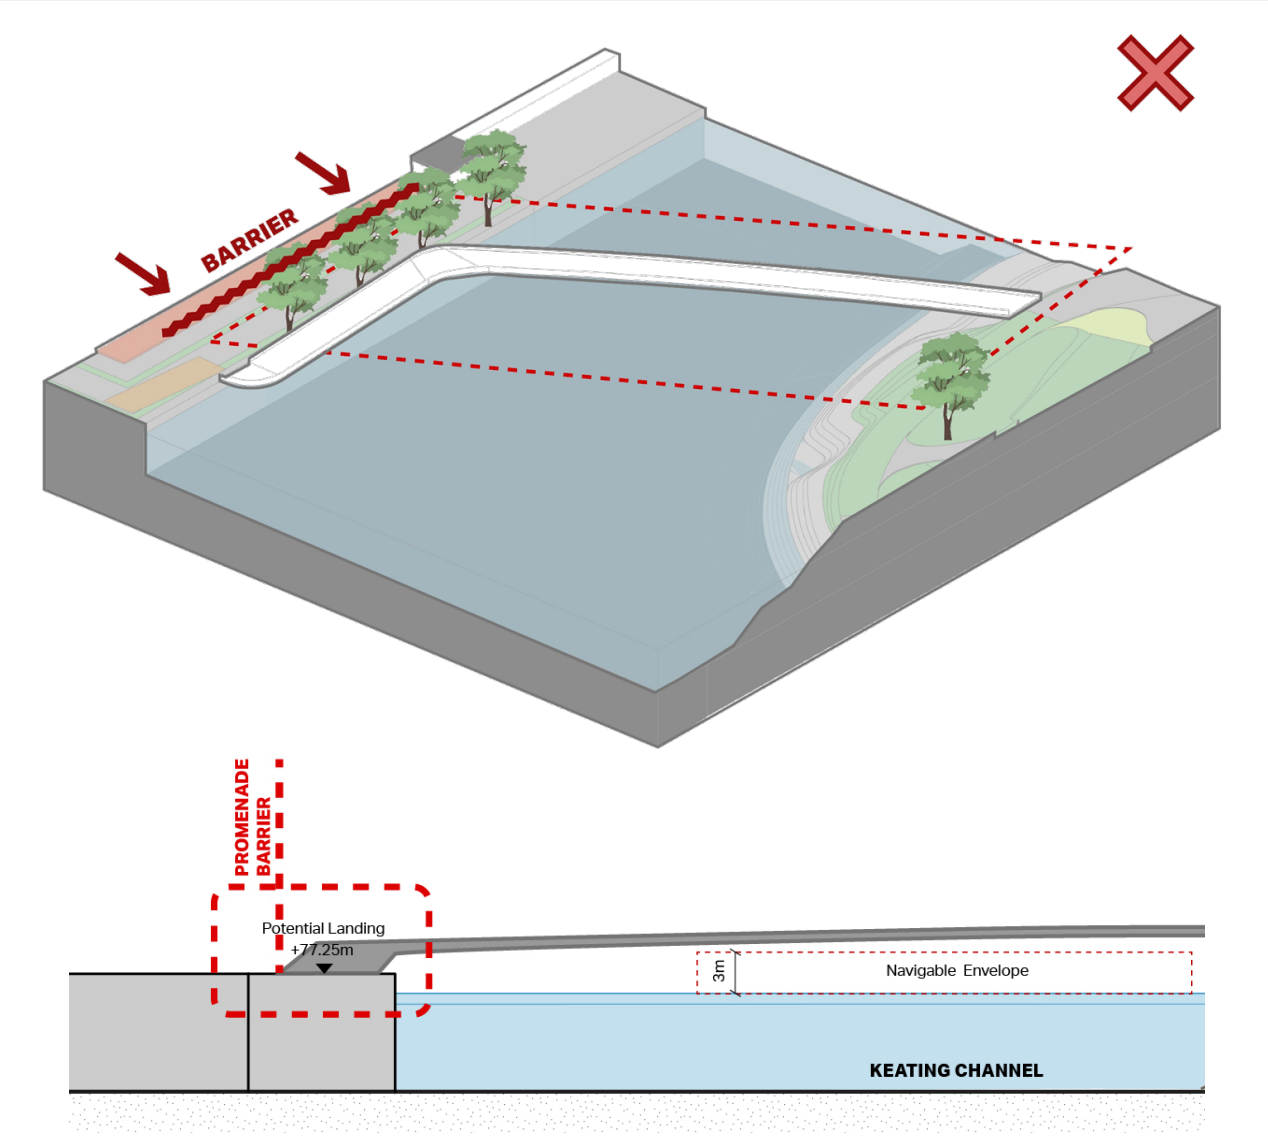 BARRIER
PROMENADE
BARRIER
Potential Landing
+77.25m
3m
Navigable Envelope
KEATING CHANNEL